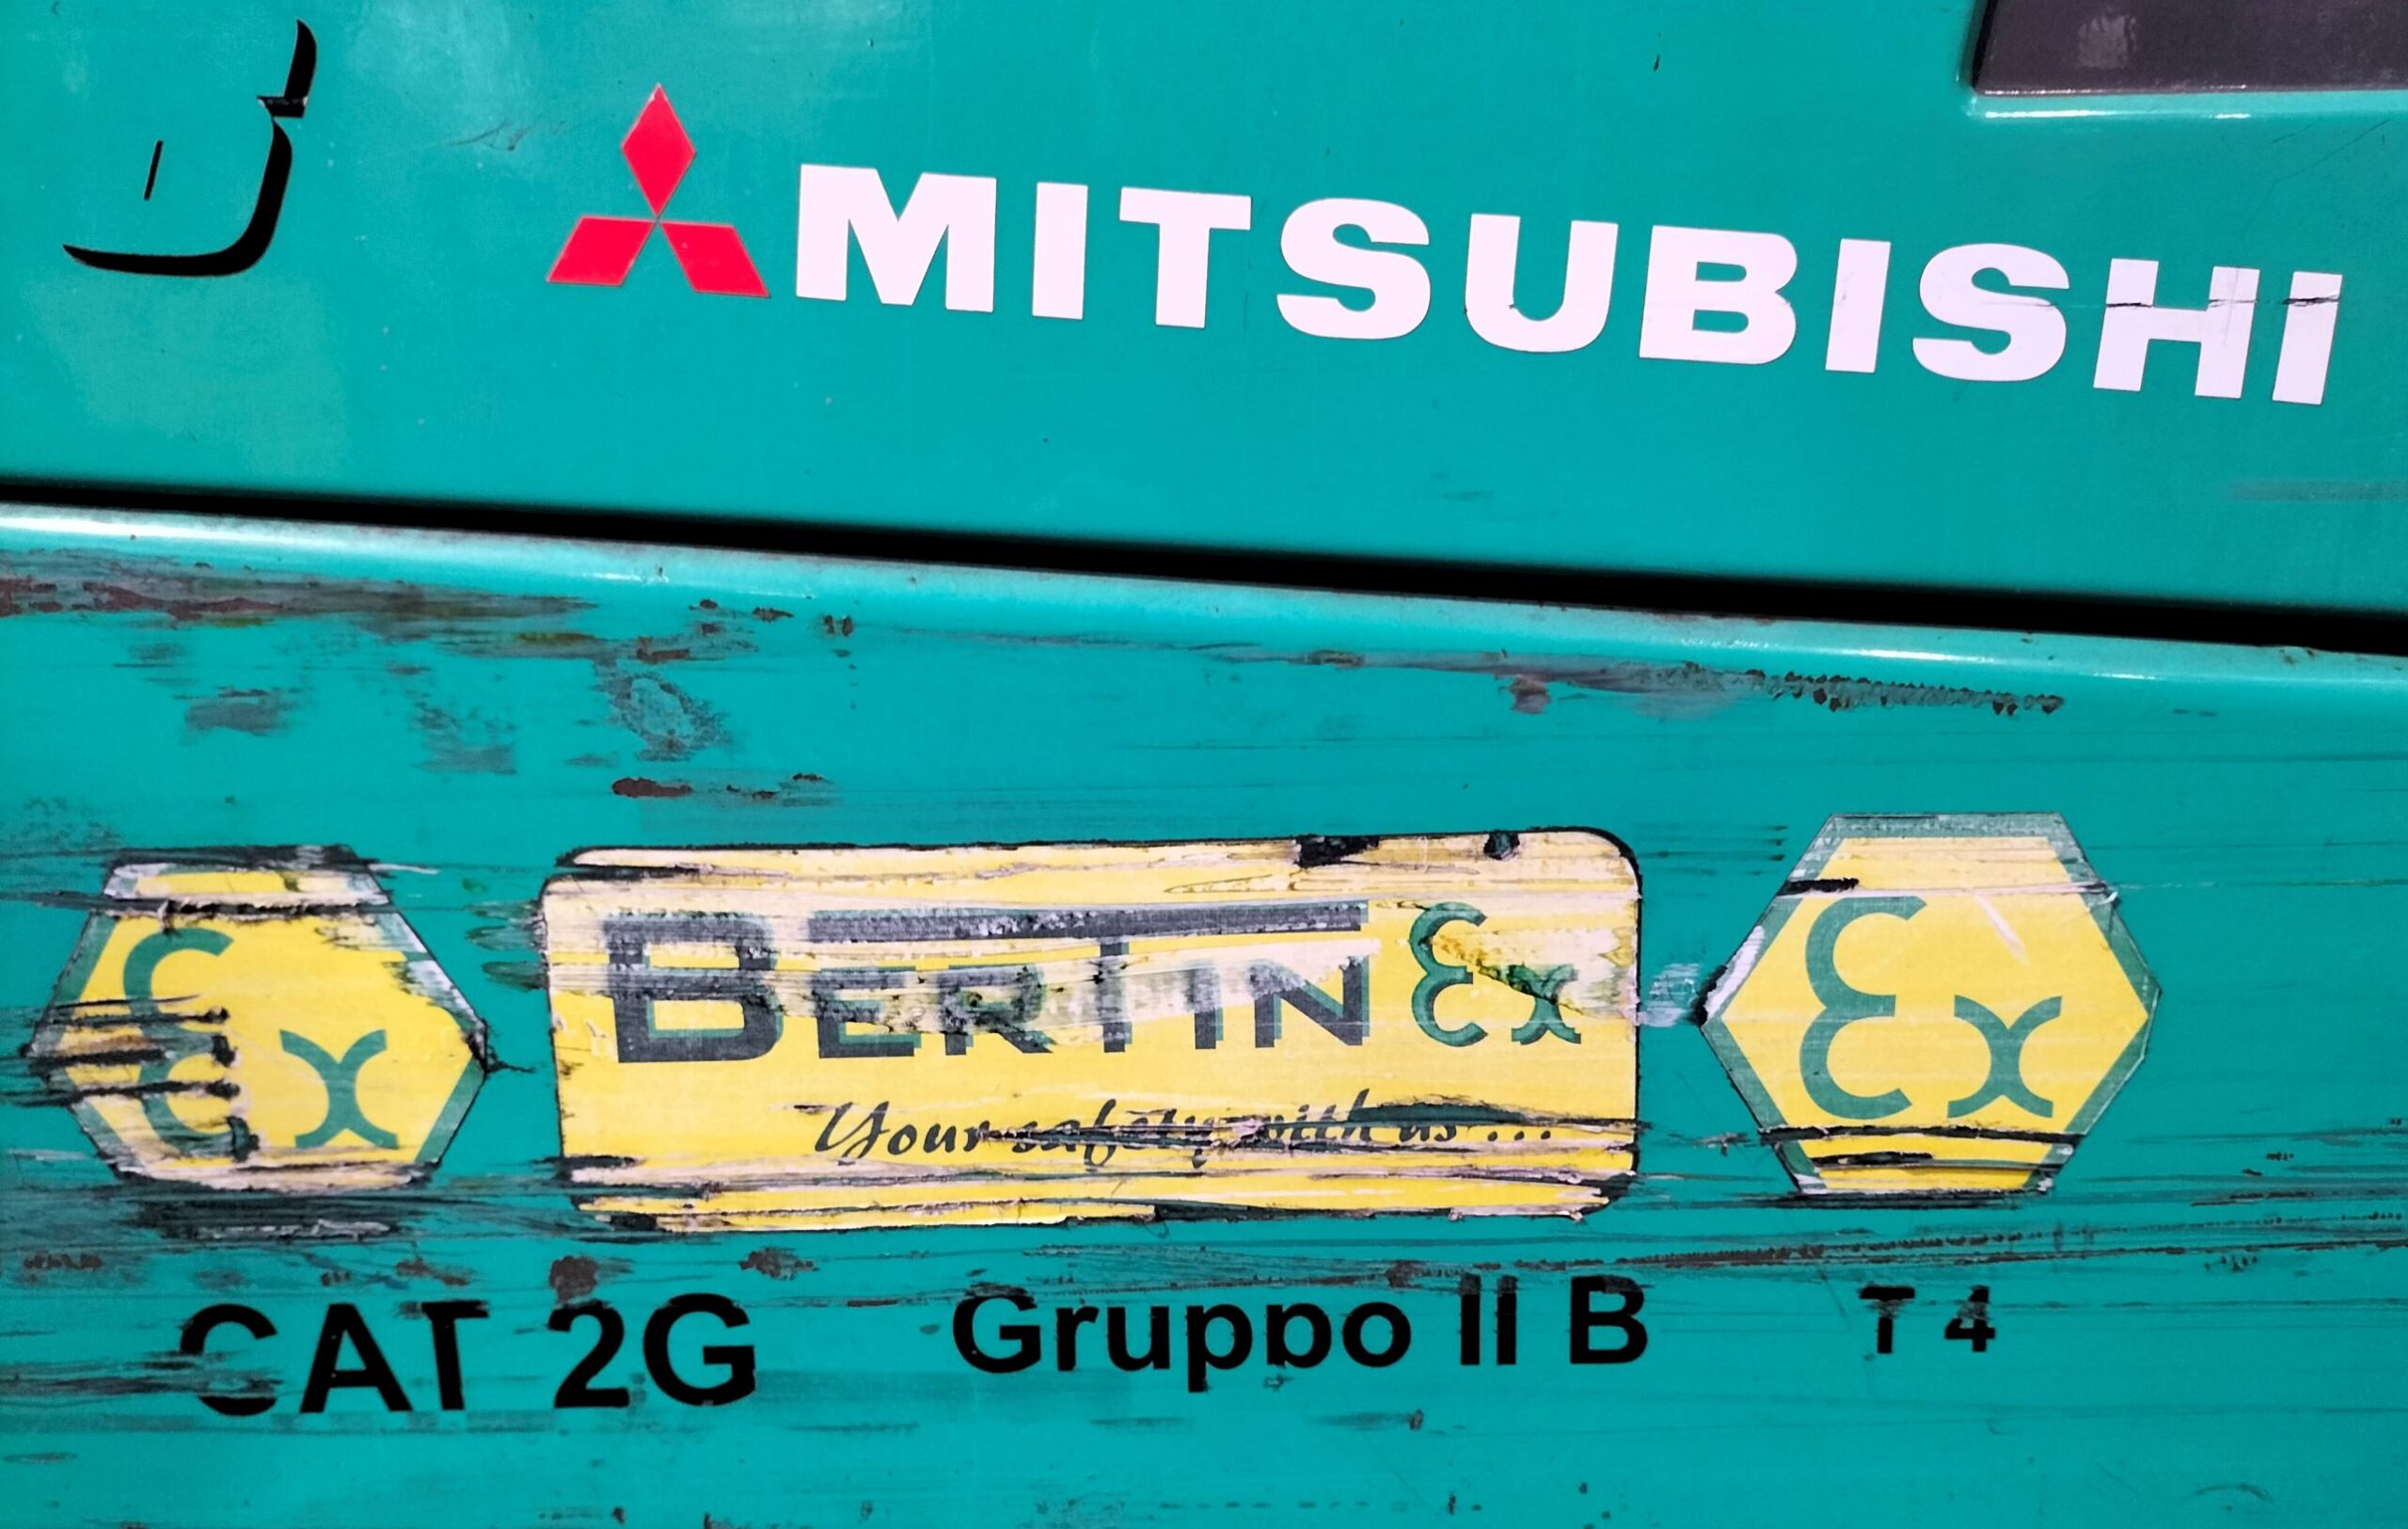 MITSUBISHI
Ex
BERTIN Ex
Your safety with us...
Ex
CAT 2G
Gruppo II B
T 4